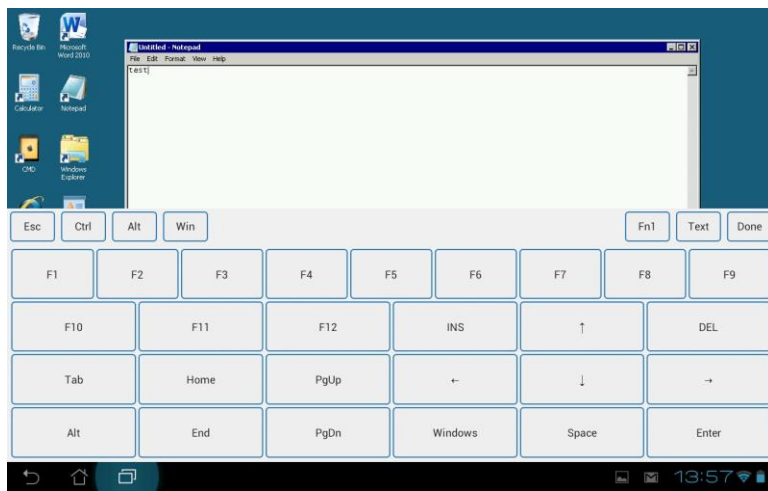 Recycle Bin
Microsoft
Word 2010
Untitled - Notepad
File Edit Format View Help
test
Calculator
Notepad
CMD
Windows
Explorer
Esc Ctrl Alt Win Fn1 Text Done
F1 F2 F3 F4 F5 F6 F7 F8 F9
F10 F11 F12 INS ↑ DEL
Tab Home PgUp ← ↓ →
Alt End PgDn Windows Space Enter
13:57